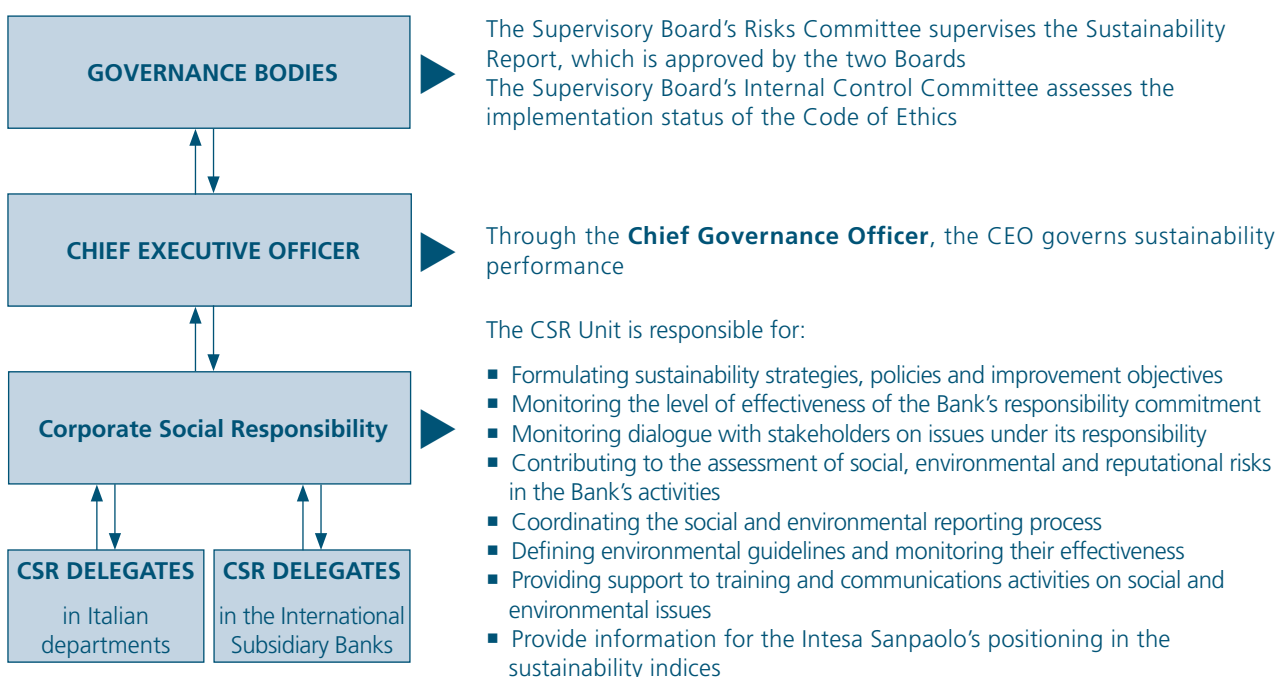 GOVERNANCE BODIES
The Supervisory Board's Risks Committee supervises the Sustainability
Report, which is approved by the two Boards
The Supervisory Board's Internal Control Committee assesses the
implementation status of the Code of Ethics
CHIEF EXECUTIVE OFFICER
Through the Chief Governance Officer, the CEO governs sustainability
performance
Corporate Social Responsibility
The CSR Unit is responsible for:
■ Formulating sustainability strategies, policies and improvement objectives
■ Monitoring the level of effectiveness of the Bank's responsibility commitment
■ Monitoring dialogue with stakeholders on issues under its responsibility
■ Contributing to the assessment of social, environmental and reputational risks
in the Bank's activities
■ Coordinating the social and environmental reporting process
■ Defining environmental guidelines and monitoring their effectiveness
■ Providing support to training and communications activities on social and
environmental issues
■ Provide information for the Intesa Sanpaolo's positioning in the
sustainability indices
CSR DELEGATES
in Italian
departments
CSR DELEGATES
in the International
Subsidiary Banks